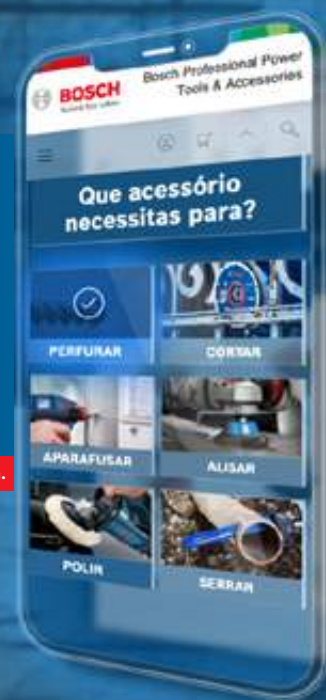 BOSCH
Bosch Professional Power
Tools & Accessories
Que acessório
necessitas para?
PERFURAR
CORTAR
APARAFUSAR
ALISAR
POLIR
SERRAR